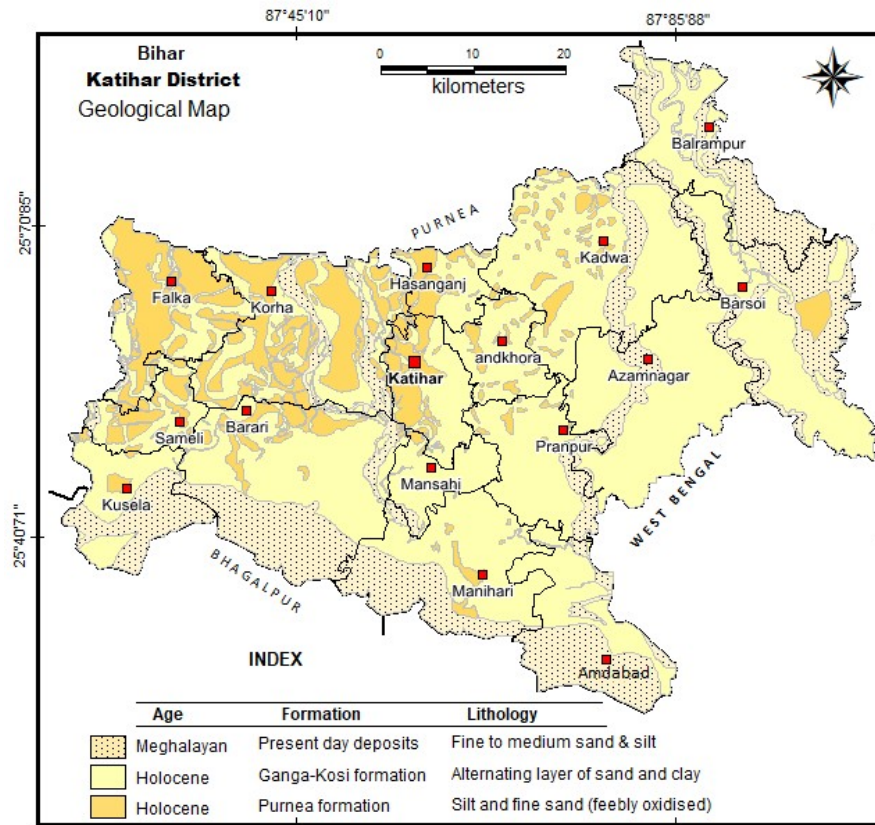 87°45'10"
87°85'88"
Bihar
Katihar District
Geological Map
0 10 20
kilometers
25°70'85"
25°40'71"
PURNEA
WEST BENGAL
BHAGALPUR
Balrampur
Kadwa
Hasanganj
Falka
Korha
Barsoi
andkhora
Azamnagar
Katihar
Sameli
Barari
Pranpur
Mansahi
Kusela
Manihari
Amdabad
INDEX
Age Formation Lithology
Meghalayan Present day deposits Fine to medium sand & silt
Holocene Ganga-Kosi formation Alternating layer of sand and clay
Holocene Purnea formation Silt and fine sand (feebly oxidised)